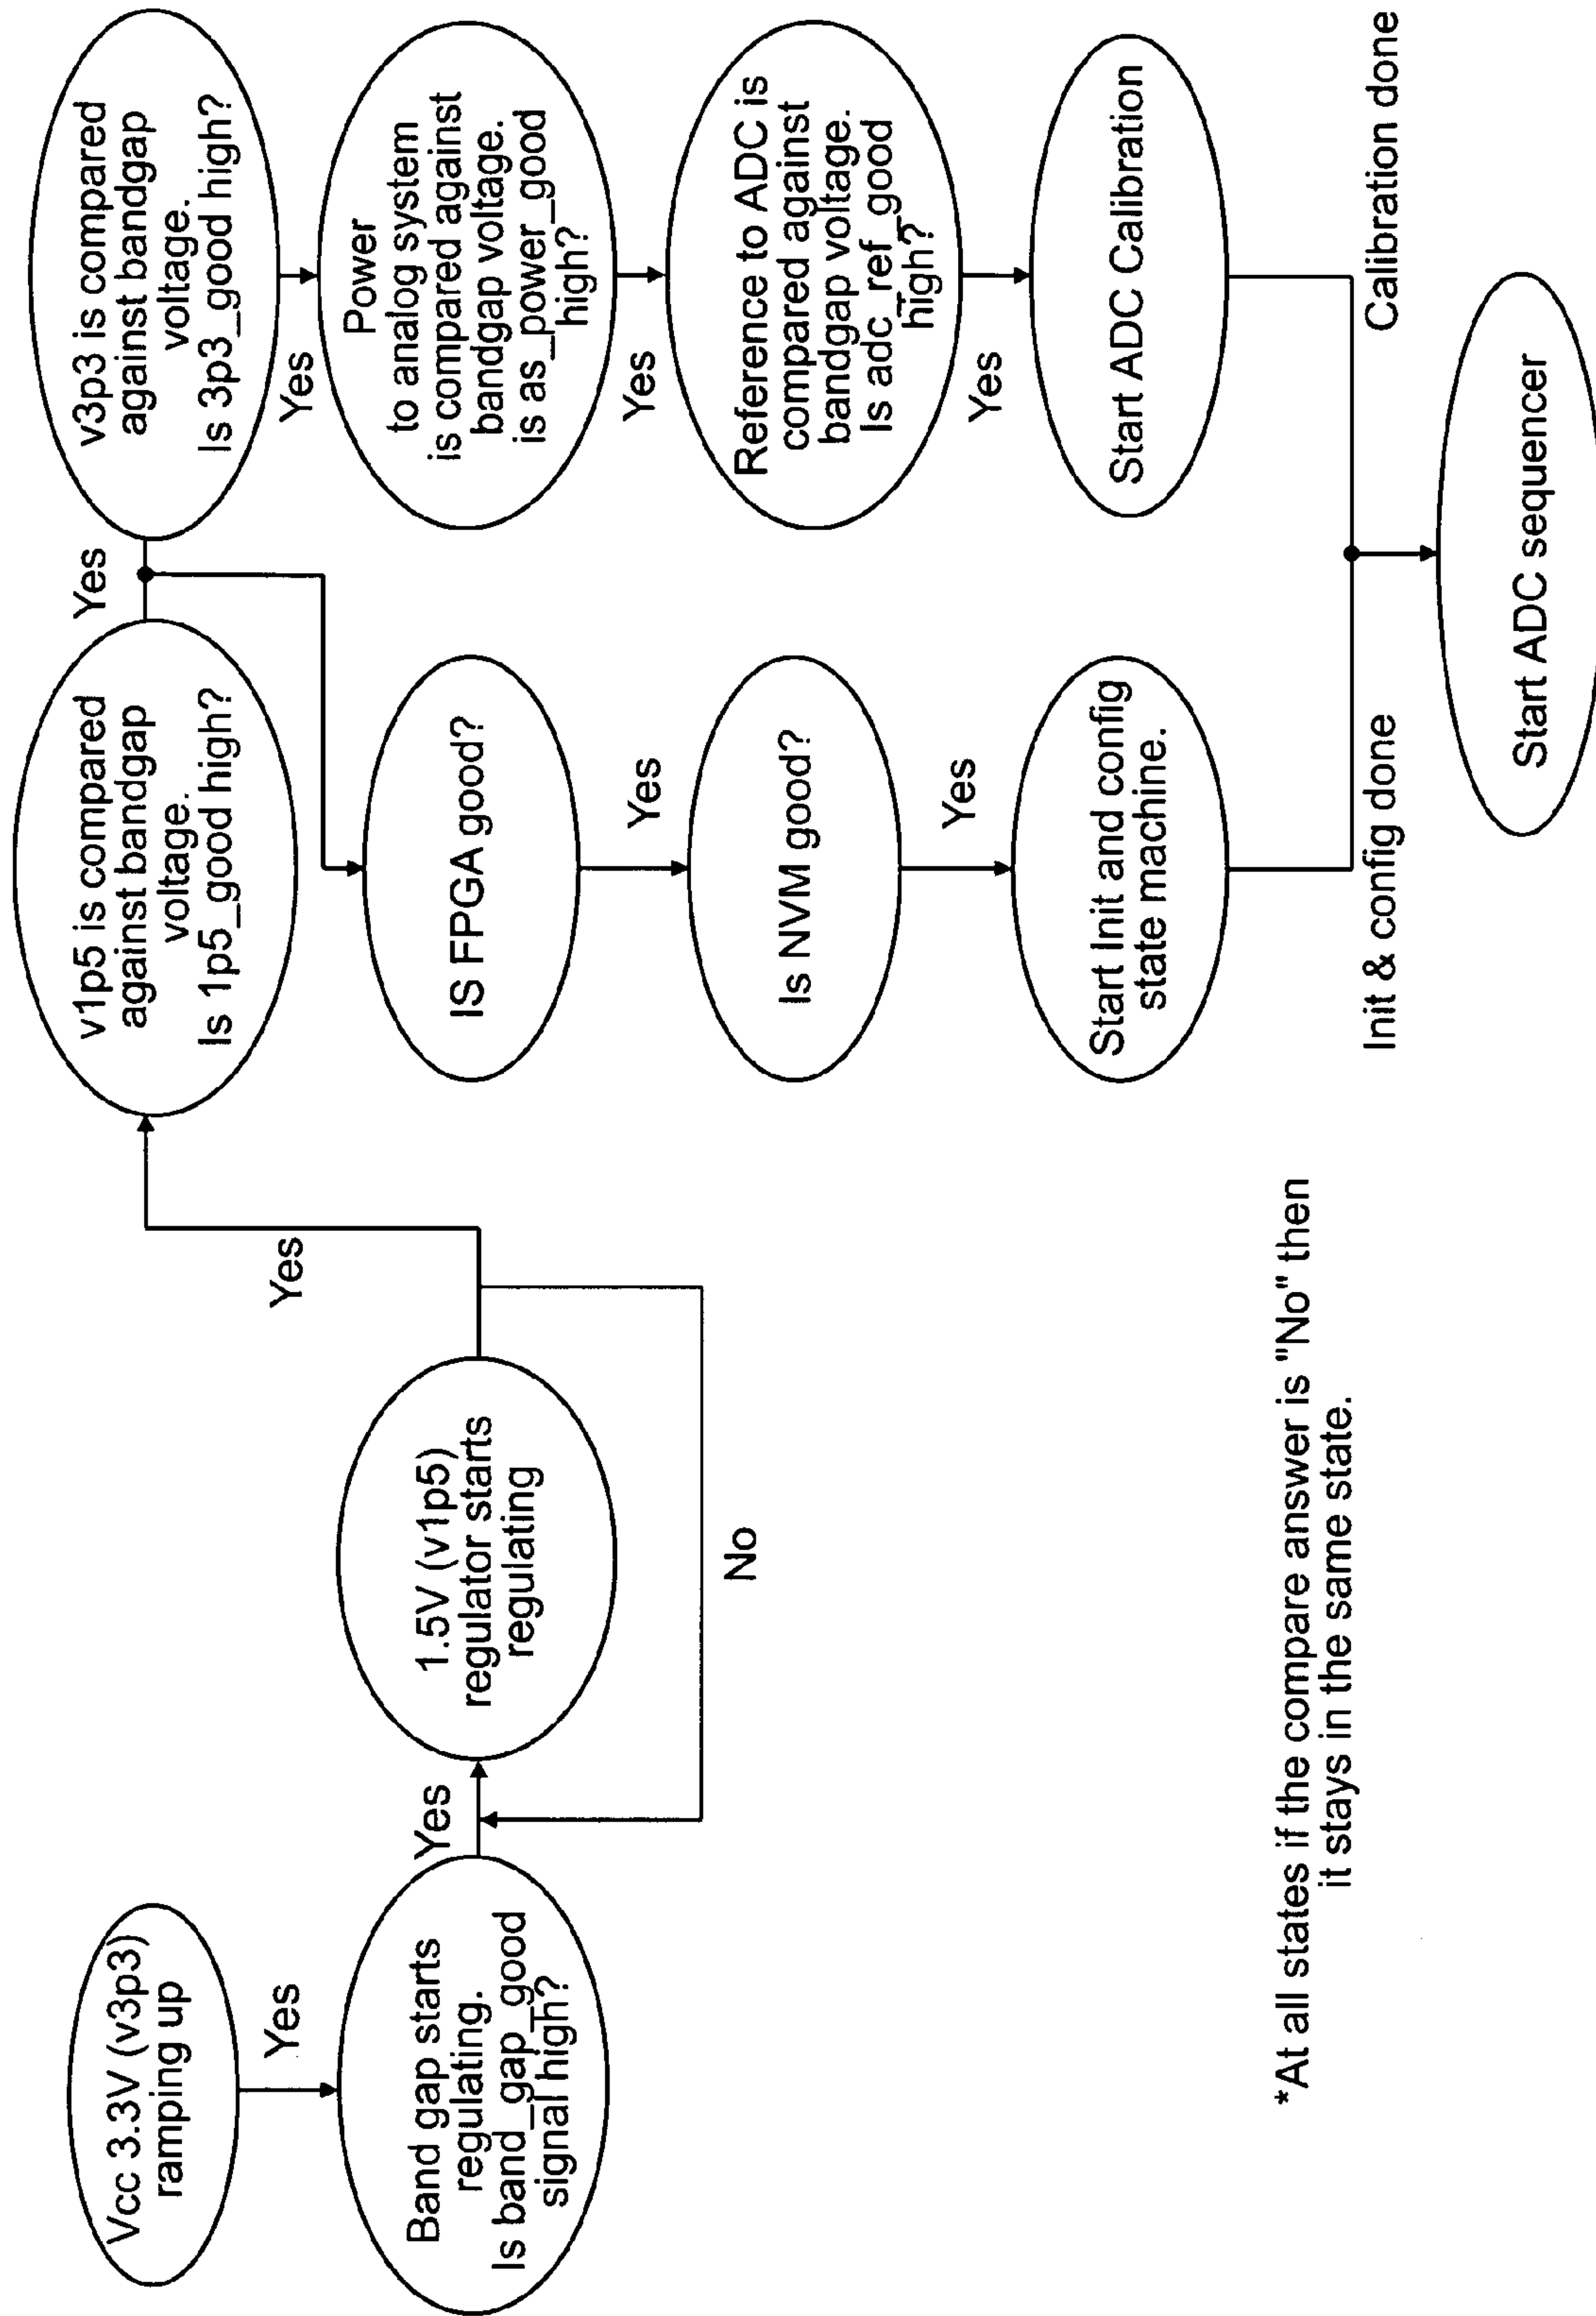 Vcc 3.3V (v3p3)
ramping up
Yes
Band gap starts
regulating.
Is band_gap_good
signal high?
Yes
1.5V (v1p5)
regulator starts
regulating
No
Yes
v1p5 is compared
against bandgap
voltage.
Is 1p5_good high?
Yes
IS FPGA good?
Yes
Is NVM good?
Yes
Start Init and config
state machine.
Init & config done
v3p3 is compared
against bandgap
voltage.
Is 3p3_good high?
Yes
Power
to analog system
is compared against
bandgap voltage.
is as_power_good
high?
Yes
Reference to ADC is
compared against
bandgap voltage.
Is adc_ref_good
high?
Yes
Start ADC Calibration
Calibration done
Start ADC sequencer
*At all states if the compare answer is "No" then
it stays in the same state.